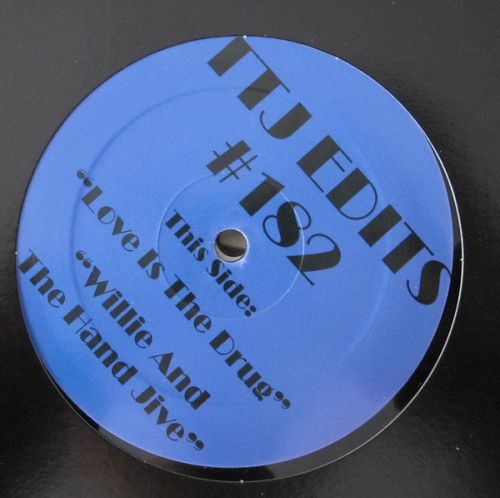 TTJ EDITS
#182
This Side:
"Love Is The Drug"
"Willie And
The Hand Jive"